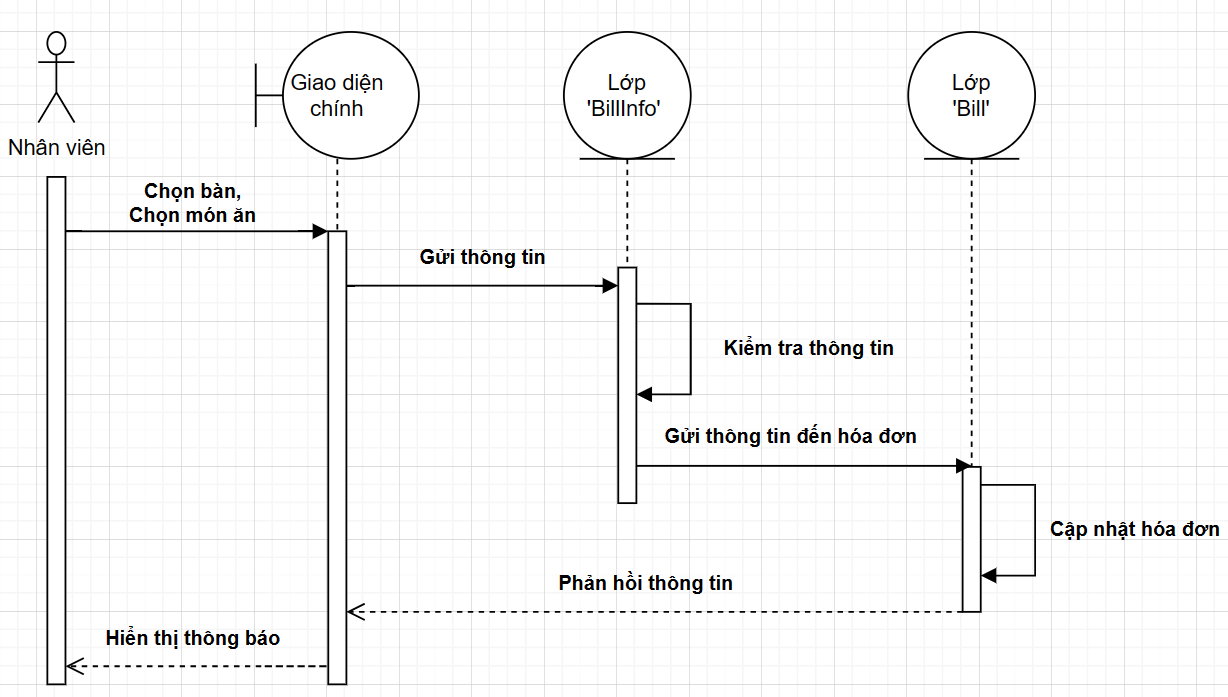 Nhân viên
Giao diện
chính
Lớp
'BillInfo'
Lớp
'Bill'
Chọn bàn,
Chọn món ăn
Gửi thông tin
Kiểm tra thông tin
Gửi thông tin đến hóa đơn
Cập nhật hóa đơn
Phản hồi thông tin
Hiển thị thông báo